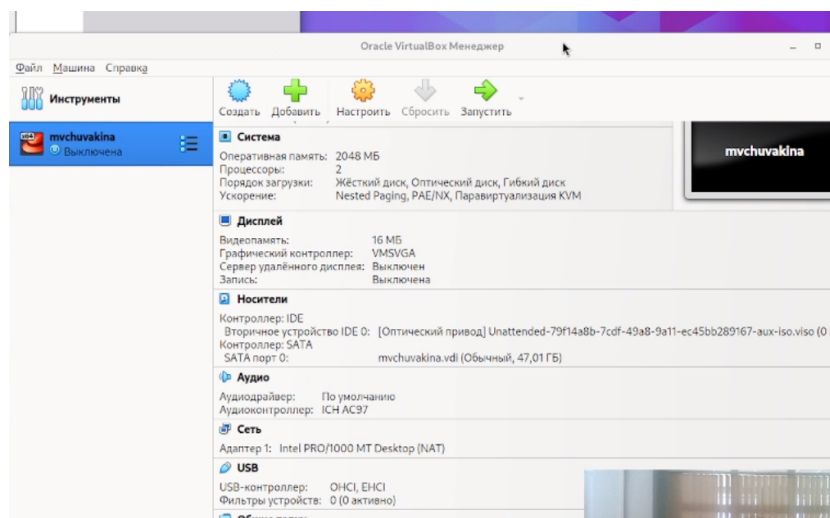 Oracle VirtualBox Менеджер
Файл Машина Справка
Инструменты
Создать Добавить Настроить Сбросить Запустить
mvchuvakina
Выключена
Система
Оперативная память: 2048 МБ
Процессоры: 2
Порядок загрузки: Жёсткий диск, Оптический диск, Гибкий диск
Ускорение: Nested Paging, PAE/NX, Паравиртуализация KVM
mvchuvakina
Дисплей
Видеопамять: 16 МБ
Графический контроллер: VMSVGA
Сервер удалённого дисплея: Выключен
Запись: Выключена
Носители
Контроллер: IDE
Вторичное устройство IDE 0: [Оптический привод] Unattended-79f14a8b-7cdf-49a8-9a11-ec45bb289167-aux-iso.viso (0
Контроллер: SATA
SATA порт 0: mvchuvakina.vdi (Обычный, 47,01 ГБ)
Аудио
Аудиодрайвер: По умолчанию
Аудиоконтроллер: ICH AC97
Сеть
Адаптер 1: Intel PRO/1000 MT Desktop (NAT)
USB
USB-контроллер: OHCI, EHCI
Фильтры устройств: 0 (0 активно)